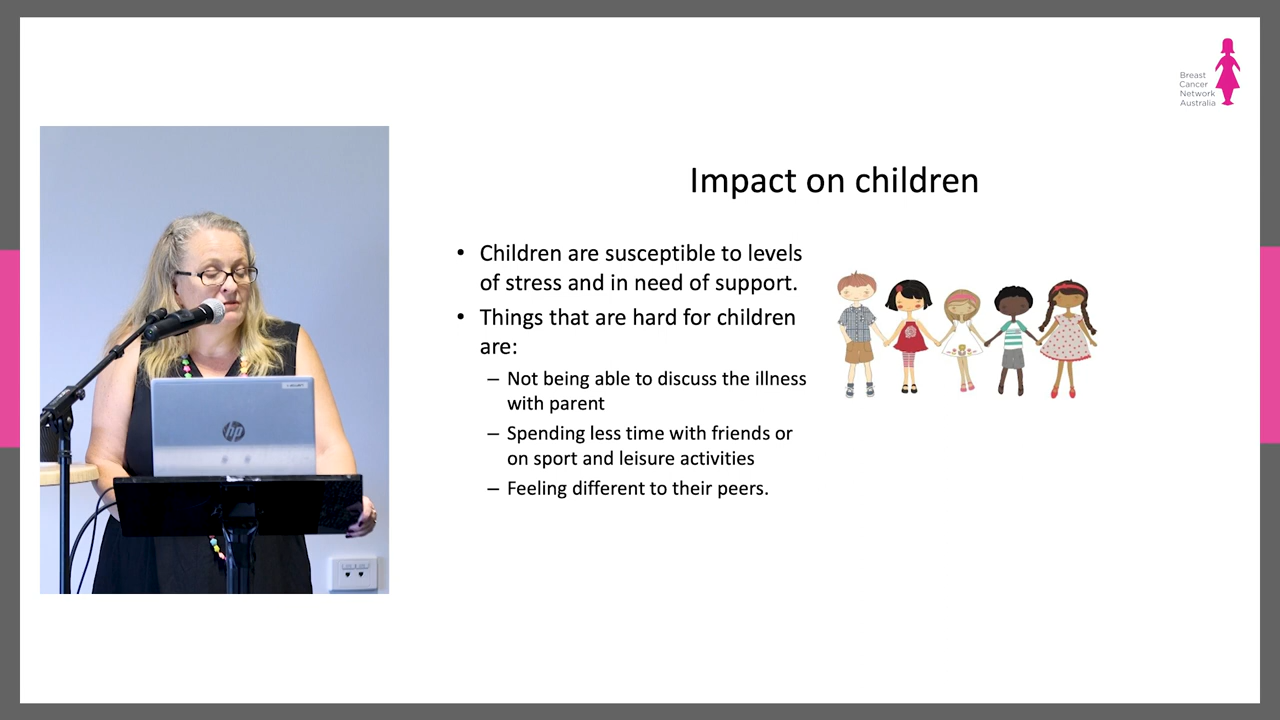 Breast
Cancer
Network
Australia
Impact on children
• Children are susceptible to levels
of stress and in need of support.
• Things that are hard for children
are:
– Not being able to discuss the illness
with parent
– Spending less time with friends or
on sport and leisure activities
– Feeling different to their peers.
hp